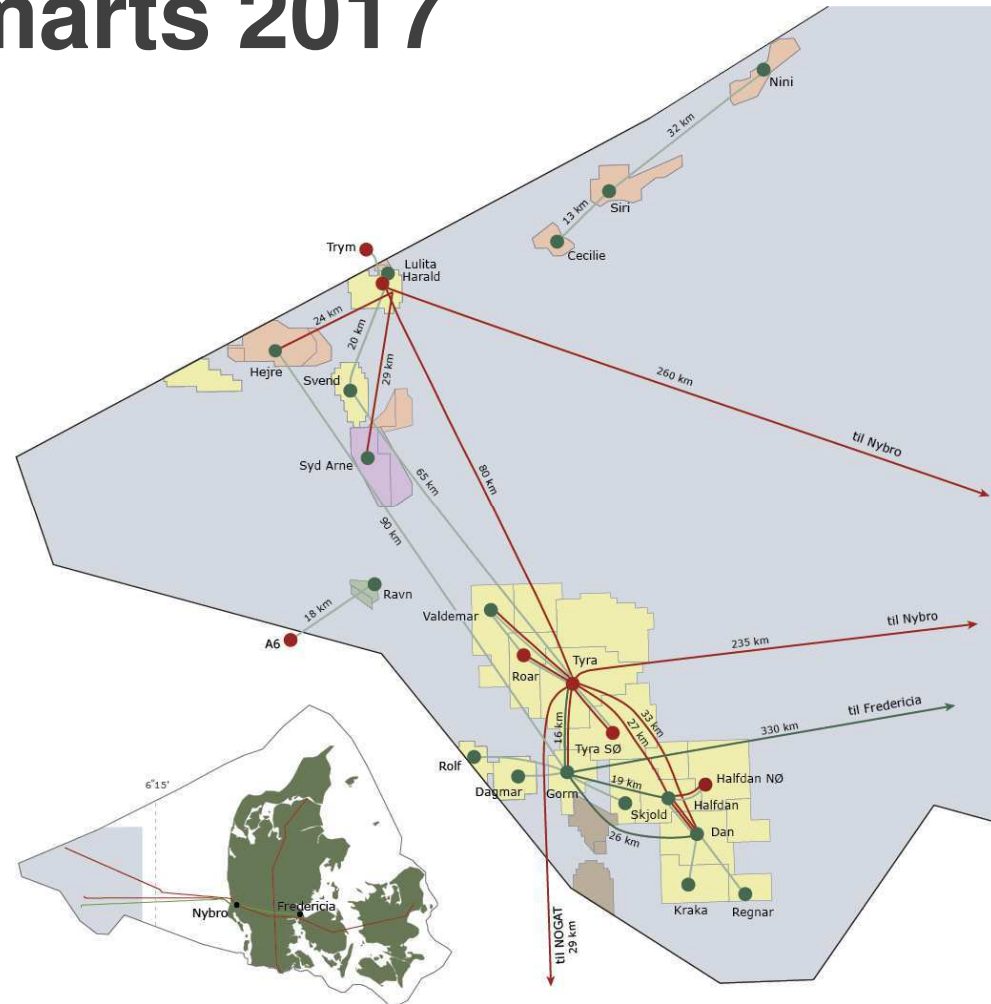 marts 2017
Nini
32 km
Siri
13 km
Cecilie
Trym
Lulita
Harald
24 km
20 km
29 km
Hejre
Svend
260 km
til Nybro
Syd Arne
65 km
80 km
90 km
Ravn
18 km
A6
Valdemar
235 km
til Nybro
Tyra
Roar
33 km
27 km
16 km
330 km
til Fredericia
Tyra SØ
Rolf
Dagmar
Gorm
19 Km
Halfdan NØ
Halfdan
Skjold
Dan
26 km
Kraka
Regnar
til NOGAT
29 km
6°15'
Nybro
Fredericia